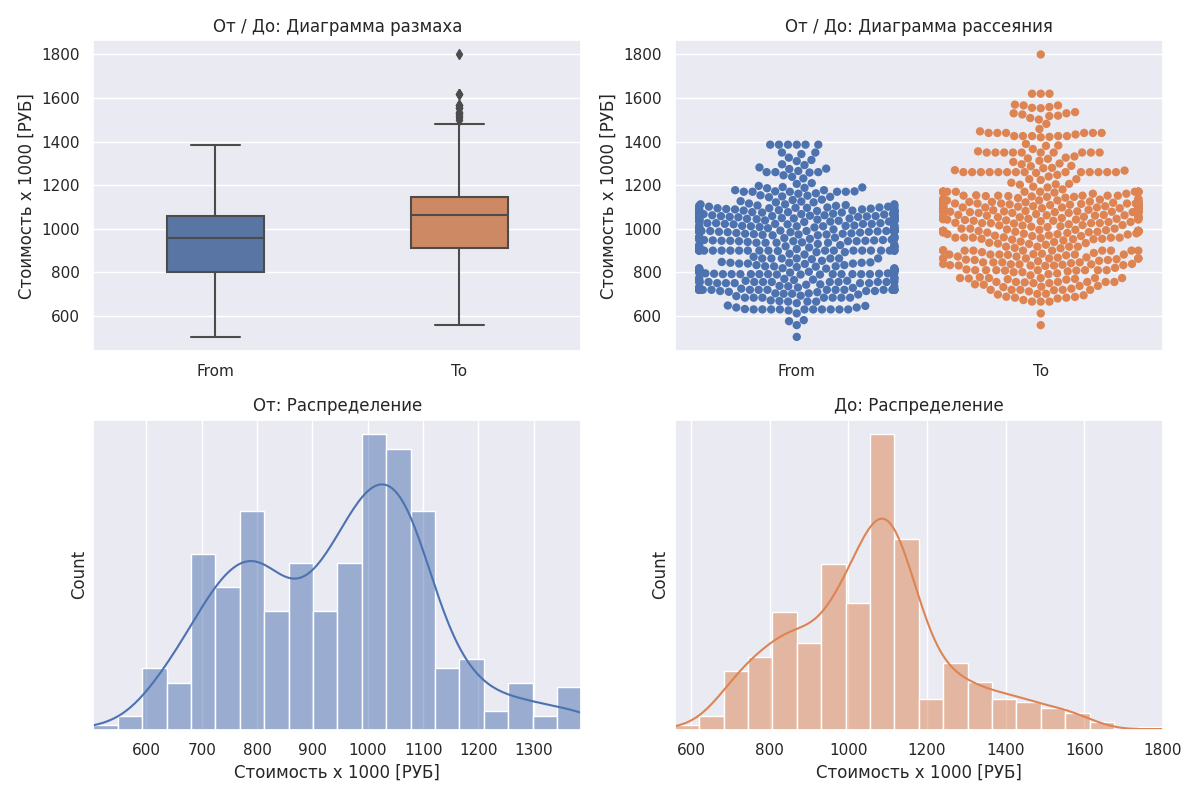 От / До: Диаграмма размаха
Стоимость x 1000 [РУБ]
1800
1600
1400
1200
1000
800
600
From To
От / До: Диаграмма рассеяния
Стоимость x 1000 [РУБ]
1800
1600
1400
1200
1000
800
600
From To
От: Распределение
Count
600 700 800 900 1000 1100 1200 1300
Стоимость x 1000 [РУБ]
До: Распределение
Count
600 800 1000 1200 1400 1600 1800
Стоимость x 1000 [РУБ]